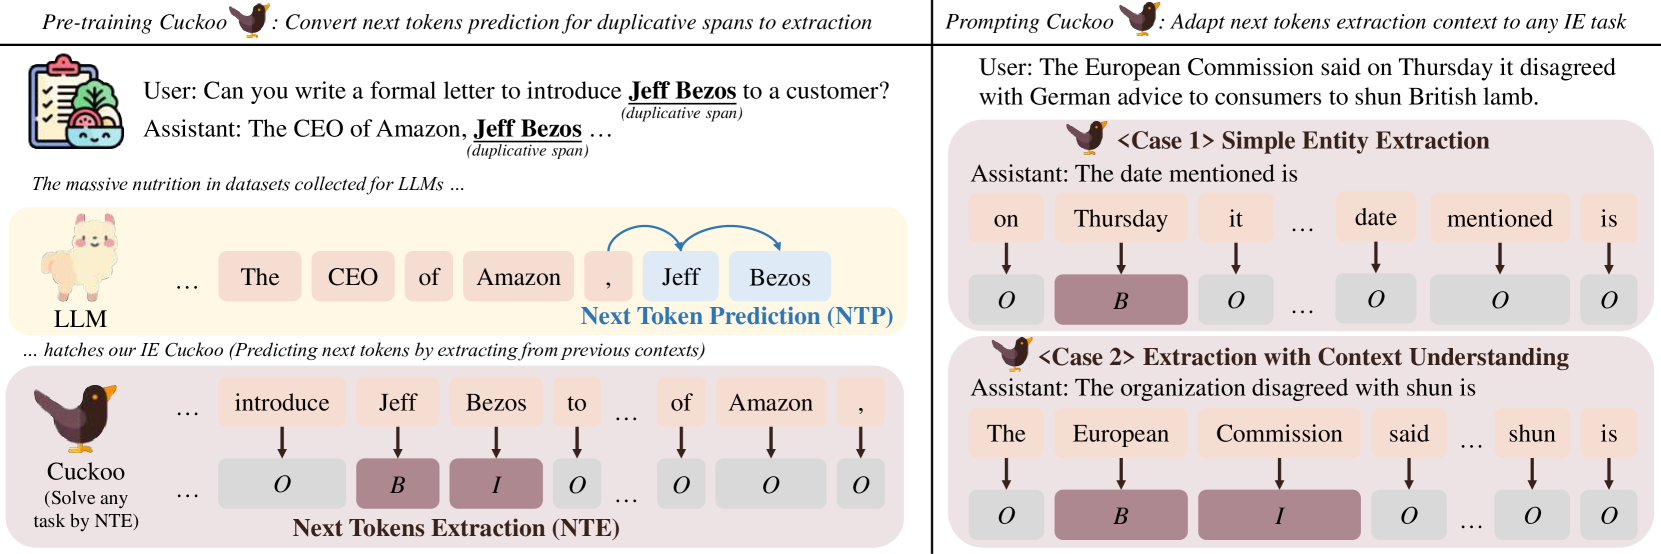 Pre-training Cuckoo : Convert next tokens prediction for duplicative spans to extraction
User: Can you write a formal letter to introduce Jeff Bezos to a customer?
(duplicative span)
Assistant: The CEO of Amazon, Jeff Bezos ...
(duplicative span)
The massive nutrition in datasets collected for LLMs ...
... The CEO of Amazon , Jeff Bezos
LLM
Next Token Prediction (NTP)
... hatches our IE Cuckoo (Predicting next tokens by extracting from previous contexts)
... introduce Jeff Bezos to ... of Amazon ,
... O B I O ... O O O
Cuckoo
(Solve any
task by NTE)
Next Tokens Extraction (NTE)
Prompting Cuckoo : Adapt next tokens extraction context to any IE task
User: The European Commission said on Thursday it disagreed
with German advice to consumers to shun British lamb.
<Case 1> Simple Entity Extraction
Assistant: The date mentioned is
on Thursday it ... date mentioned is
O B O ... O O O
<Case 2> Extraction with Context Understanding
Assistant: The organization disagreed with shun is
The European Commission said ... shun is
O B I O ... O O